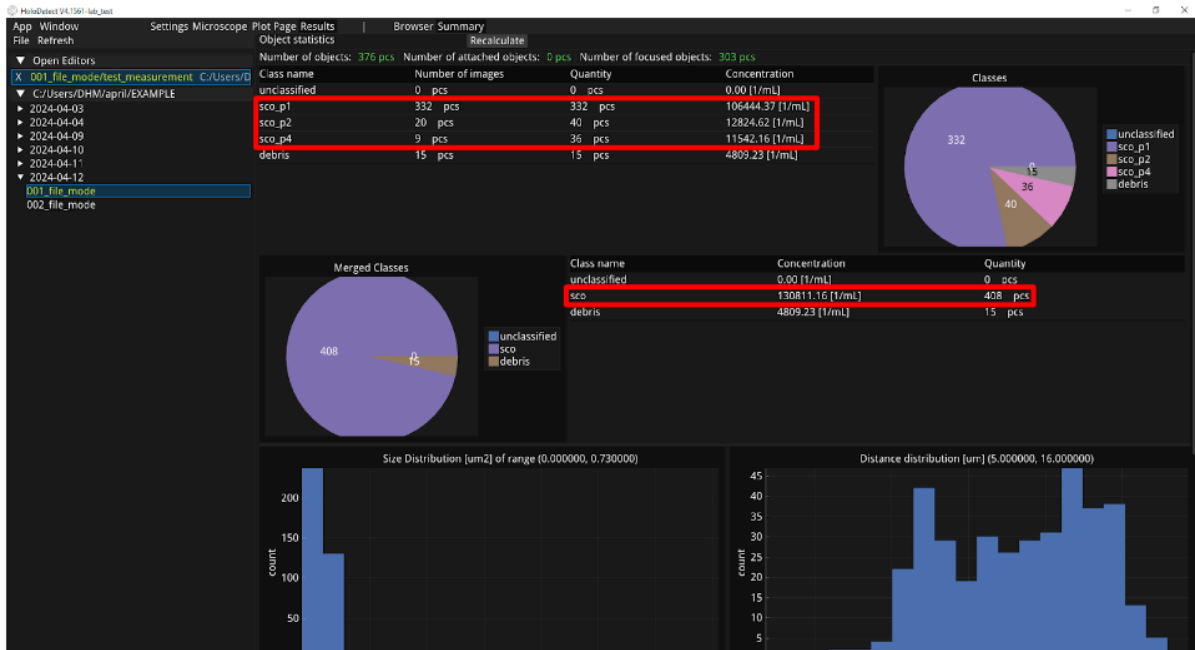 HoloDetect V4.1561-lab_test
App Window Settings Microscope Plot Page Results | Browser Summary
File Refresh
Object statistics Recalculate
Number of objects: 376 pcs Number of attached objects: 0 pcs Number of focused objects: 303 pcs
▼ Open Editors
X 001_file_mode/test_measurement C:/Users/D
▼ C:/Users/DHM/april/EXAMPLE
► 2024-04-03
► 2024-04-04
► 2024-04-09
► 2024-04-10
► 2024-04-11
▼ 2024-04-12
001_file_mode
002_file_mode
Class name Number of images Quantity Concentration
unclassified 0 pcs 0 pcs 0.00 [1/mL]
sco_p1 332 pcs 332 pcs 106444.37 [1/mL]
sco_p2 20 pcs 40 pcs 12824.62 [1/mL]
sco_p4 9 pcs 36 pcs 11542.16 [1/mL]
debris 15 pcs 15 pcs 4809.23 [1/mL]
Classes
332
0
15
36
40
unclassified
sco_p1
sco_p2
sco_p4
debris
Merged Classes
408
0
15
unclassified
sco
debris
Class name Concentration Quantity
unclassified 0.00 [1/mL] 0 pcs
sco 130811.16 [1/mL] 408 pcs
debris 4809.23 [1/mL] 15 pcs
Size Distribution [um2] of range (0.000000, 0.730000)
count
200
150
100
50
Distance distribution [um] (5.000000, 16.000000)
count
45
40
35
30
25
20
15
10
5